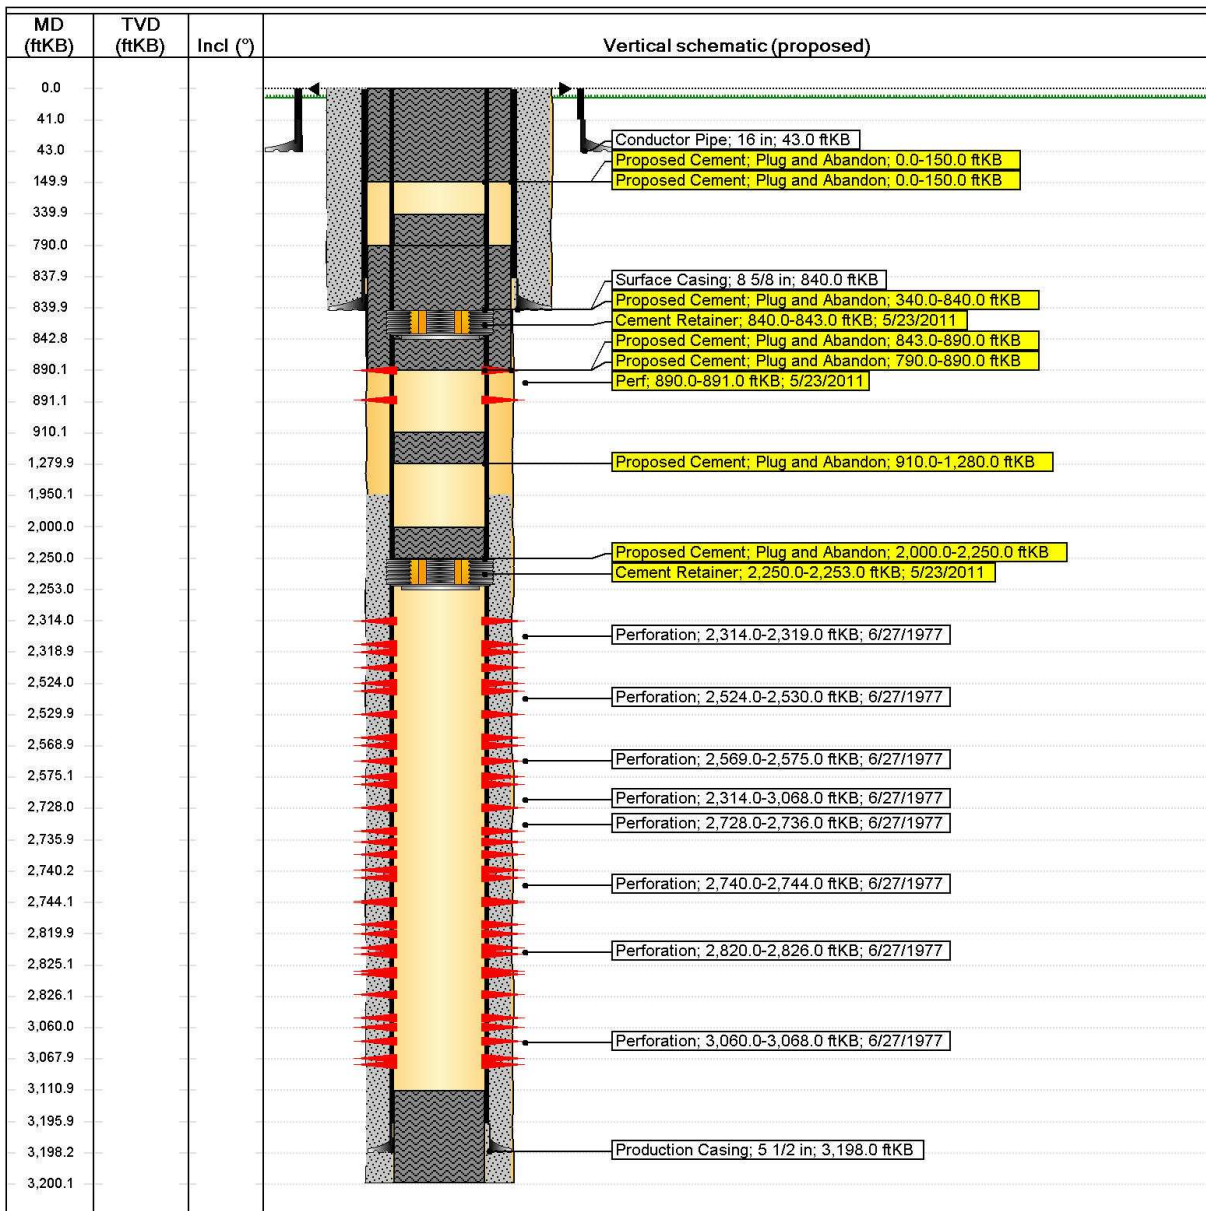 MD (ftKB)
TVD (ftKB)
Incl (°)
Vertical schematic (proposed)
0.0
41.0
43.0
149.9
339.9
790.0
837.9
839.9
842.8
890.1
891.1
910.1
1,279.9
1,950.1
2,000.0
2,250.0
2,253.0
2,314.0
2,318.9
2,524.0
2,529.9
2,568.9
2,575.1
2,728.0
2,735.9
2,740.2
2,744.1
2,819.9
2,825.1
2,826.1
3,060.0
3,067.9
3,110.9
3,195.9
3,198.2
3,200.1
Conductor Pipe; 16 in; 43.0 ftKB
Proposed Cement; Plug and Abandon; 0.0-150.0 ftKB
Proposed Cement; Plug and Abandon; 0.0-150.0 ftKB
Surface Casing; 8 5/8 in; 840.0 ftKB
Proposed Cement; Plug and Abandon; 340.0-840.0 ftKB
Cement Retainer; 840.0-843.0 ftKB; 5/23/2011
Proposed Cement; Plug and Abandon; 843.0-890.0 ftKB
Proposed Cement; Plug and Abandon; 790.0-890.0 ftKB
Perf; 890.0-891.0 ftKB; 5/23/2011
Proposed Cement; Plug and Abandon; 910.0-1,280.0 ftKB
Proposed Cement; Plug and Abandon; 2,000.0-2,250.0 ftKB
Cement Retainer; 2,250.0-2,253.0 ftKB; 5/23/2011
Perforation; 2,314.0-2,319.0 ftKB; 6/27/1977
Perforation; 2,524.0-2,530.0 ftKB; 6/27/1977
Perforation; 2,569.0-2,575.0 ftKB; 6/27/1977
Perforation; 2,314.0-3,068.0 ftKB; 6/27/1977
Perforation; 2,728.0-2,736.0 ftKB; 6/27/1977
Perforation; 2,740.0-2,744.0 ftKB; 6/27/1977
Perforation; 2,820.0-2,826.0 ftKB; 6/27/1977
Perforation; 3,060.0-3,068.0 ftKB; 6/27/1977
Production Casing; 5 1/2 in; 3,198.0 ftKB